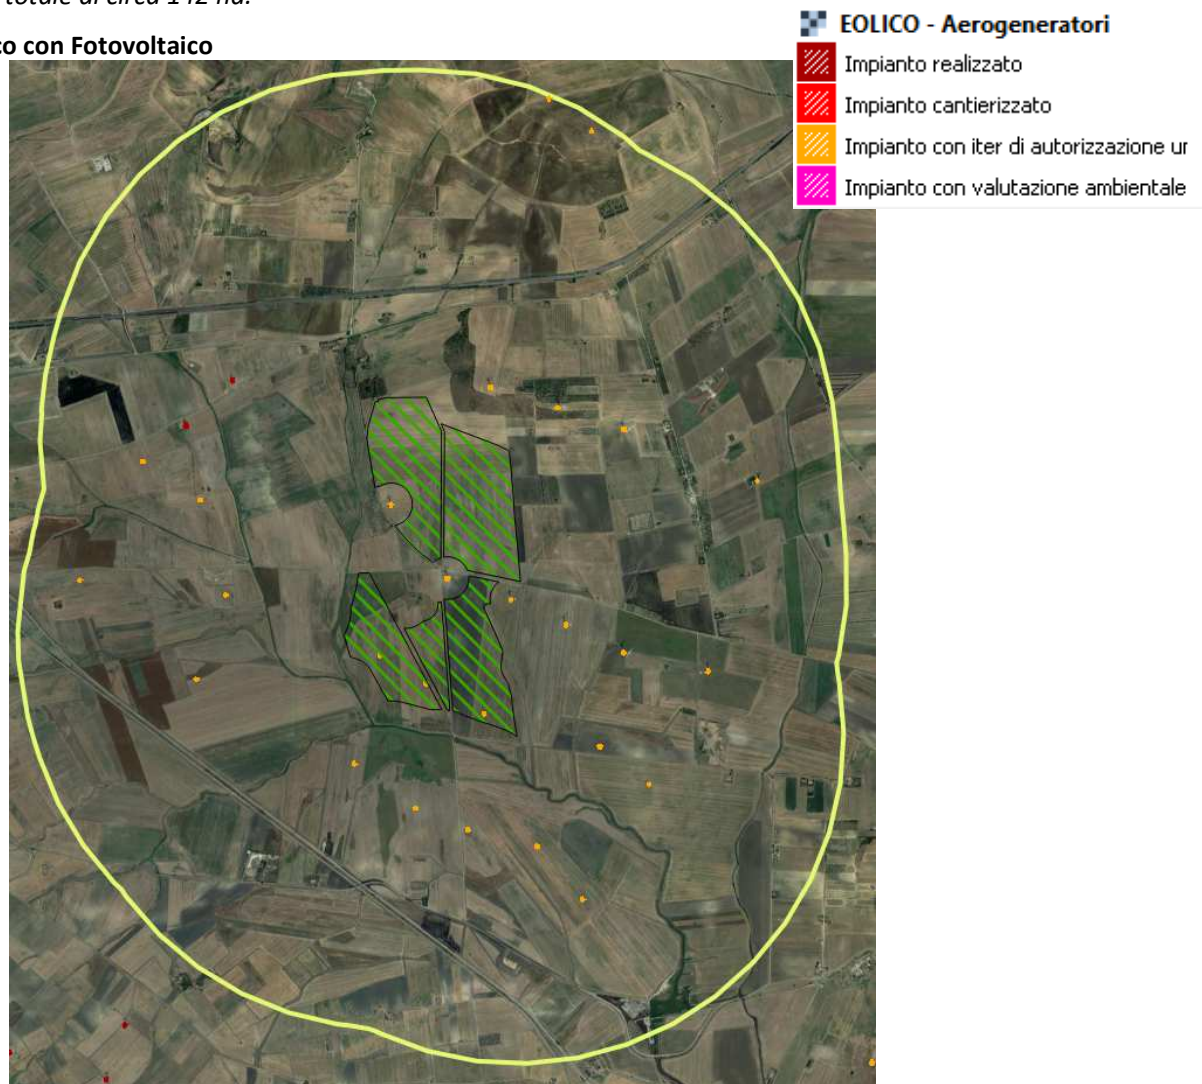 totale di circa 142 ha.
co con Fotovoltaico
EOLICO - Aerogeneratori
Impianto realizzato
Impianto cantierizzato
Impianto con iter di autorizzazione ur
Impianto con valutazione ambientale